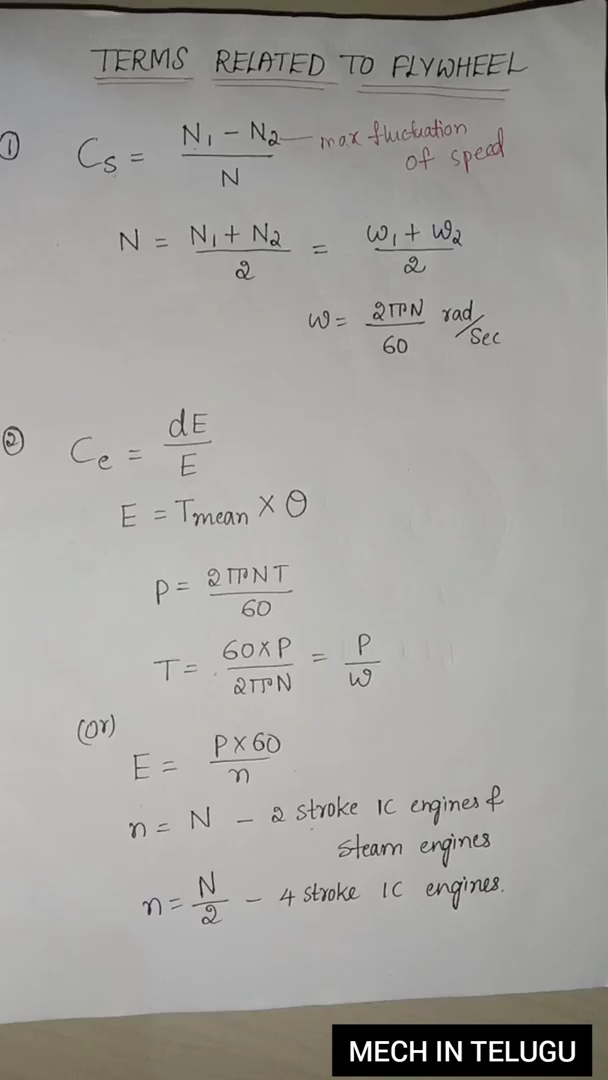 TERMS RELATED TO FLYWHEEL
① Cs = (N₁ - N₂)/N — max fluctuation of speed
N = (N₁ + N₂)/2 = (ω₁ + ω₂)/2
ω = 2πN/60 rad/sec
② Ce = dE/E
E = Tmean × θ
P = 2πNT/60
T = 60×P/2πN = P/ω
(or)
E = P×60/n
n = N - 2 stroke IC engines &
Steam engines
n = N/2 - 4 stroke IC engines.
MECH IN TELUGU